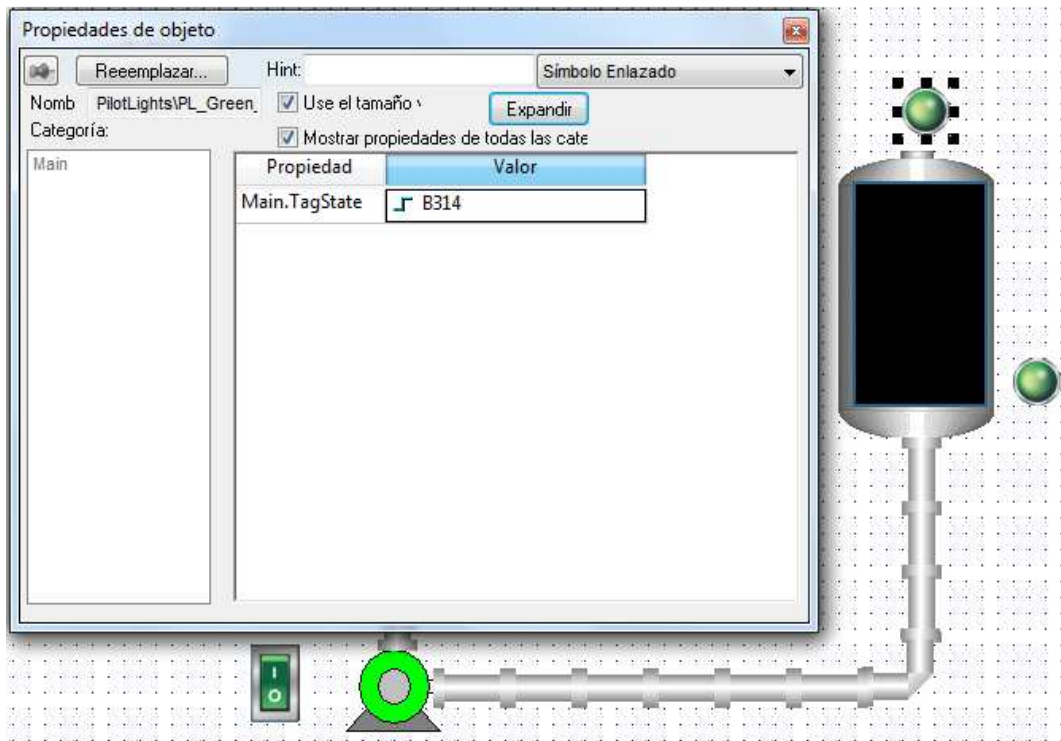 Propiedades de objeto
Reeemplazar... Hint: Símbolo Enlazado
Nomb PilotLights\PL_Green_ Use el tamaño Expandir
Categoría: Mostrar propiedades de todas las cate
Main Propiedad Valor
Main.TagState B314
I
O